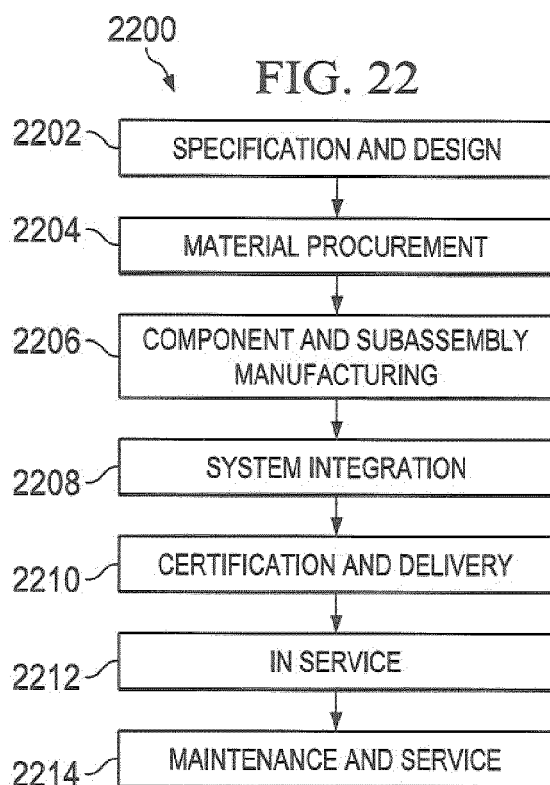 2200
FIG. 22
2202
SPECIFICATION AND DESIGN
2204
MATERIAL PROCUREMENT
2206
COMPONENT AND SUBASSEMBLY
MANUFACTURING
2208
SYSTEM INTEGRATION
2210
CERTIFICATION AND DELIVERY
2212
IN SERVICE
2214
MAINTENANCE AND SERVICE